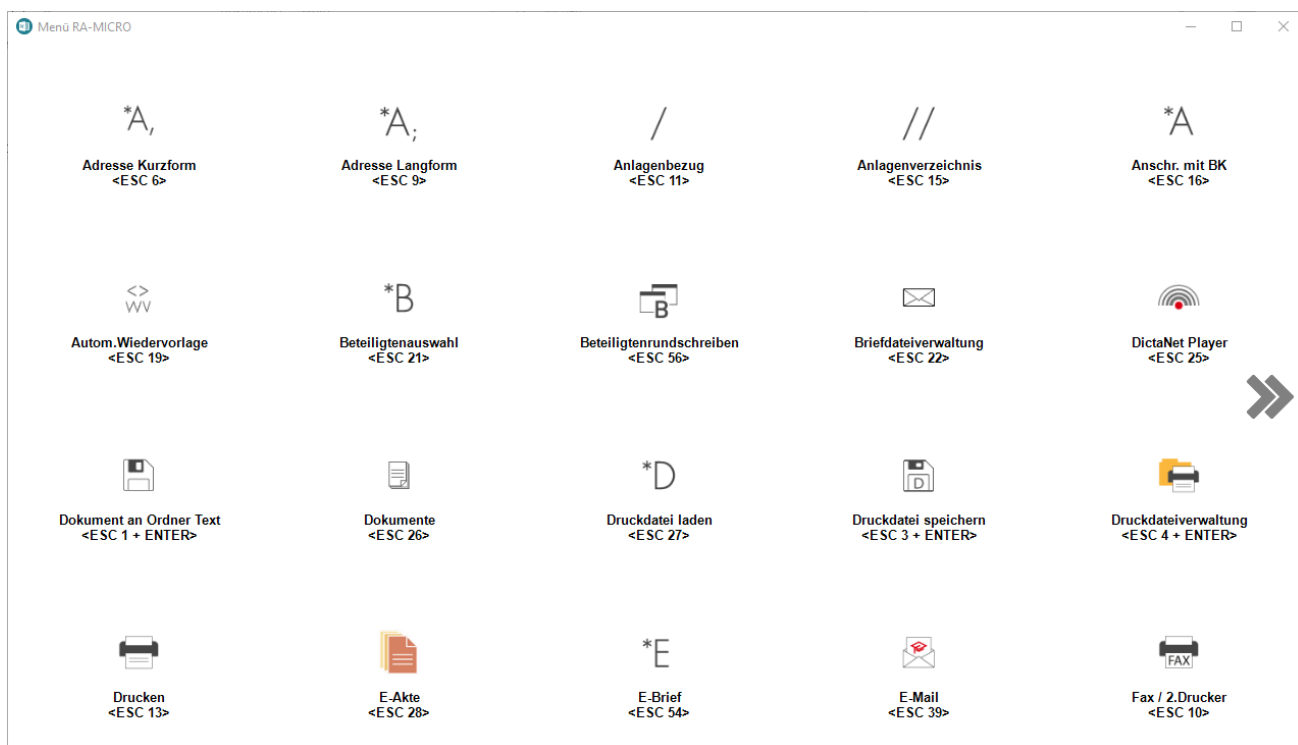 Menü RA-MICRO
*A, *A; / // *A
Adresse Kurzform Adresse Langform Anlagenbezug Anlagenverzeichnis Anschr. mit BK
<ESC 6> <ESC 9> <ESC 11> <ESC 15> <ESC 16>
<> *B B
WV
Autom.Wiedervorlage Beteiligtenauswahl Beteiligtenrundschreiben Briefdateiverwaltung DictaNet Player
<ESC 19> <ESC 21> <ESC 56> <ESC 22> <ESC 25>
*D D
Dokument an Ordner Text Dokumente Druckdatei laden Druckdatei speichern Druckdateiverwaltung
<ESC 1 + ENTER> <ESC 26> <ESC 27> <ESC 3 + ENTER> <ESC 4 + ENTER>
*E FAX
Drucken E-Akte E-Brief E-Mail Fax / 2.Drucker
<ESC 13> <ESC 28> <ESC 54> <ESC 39> <ESC 10>